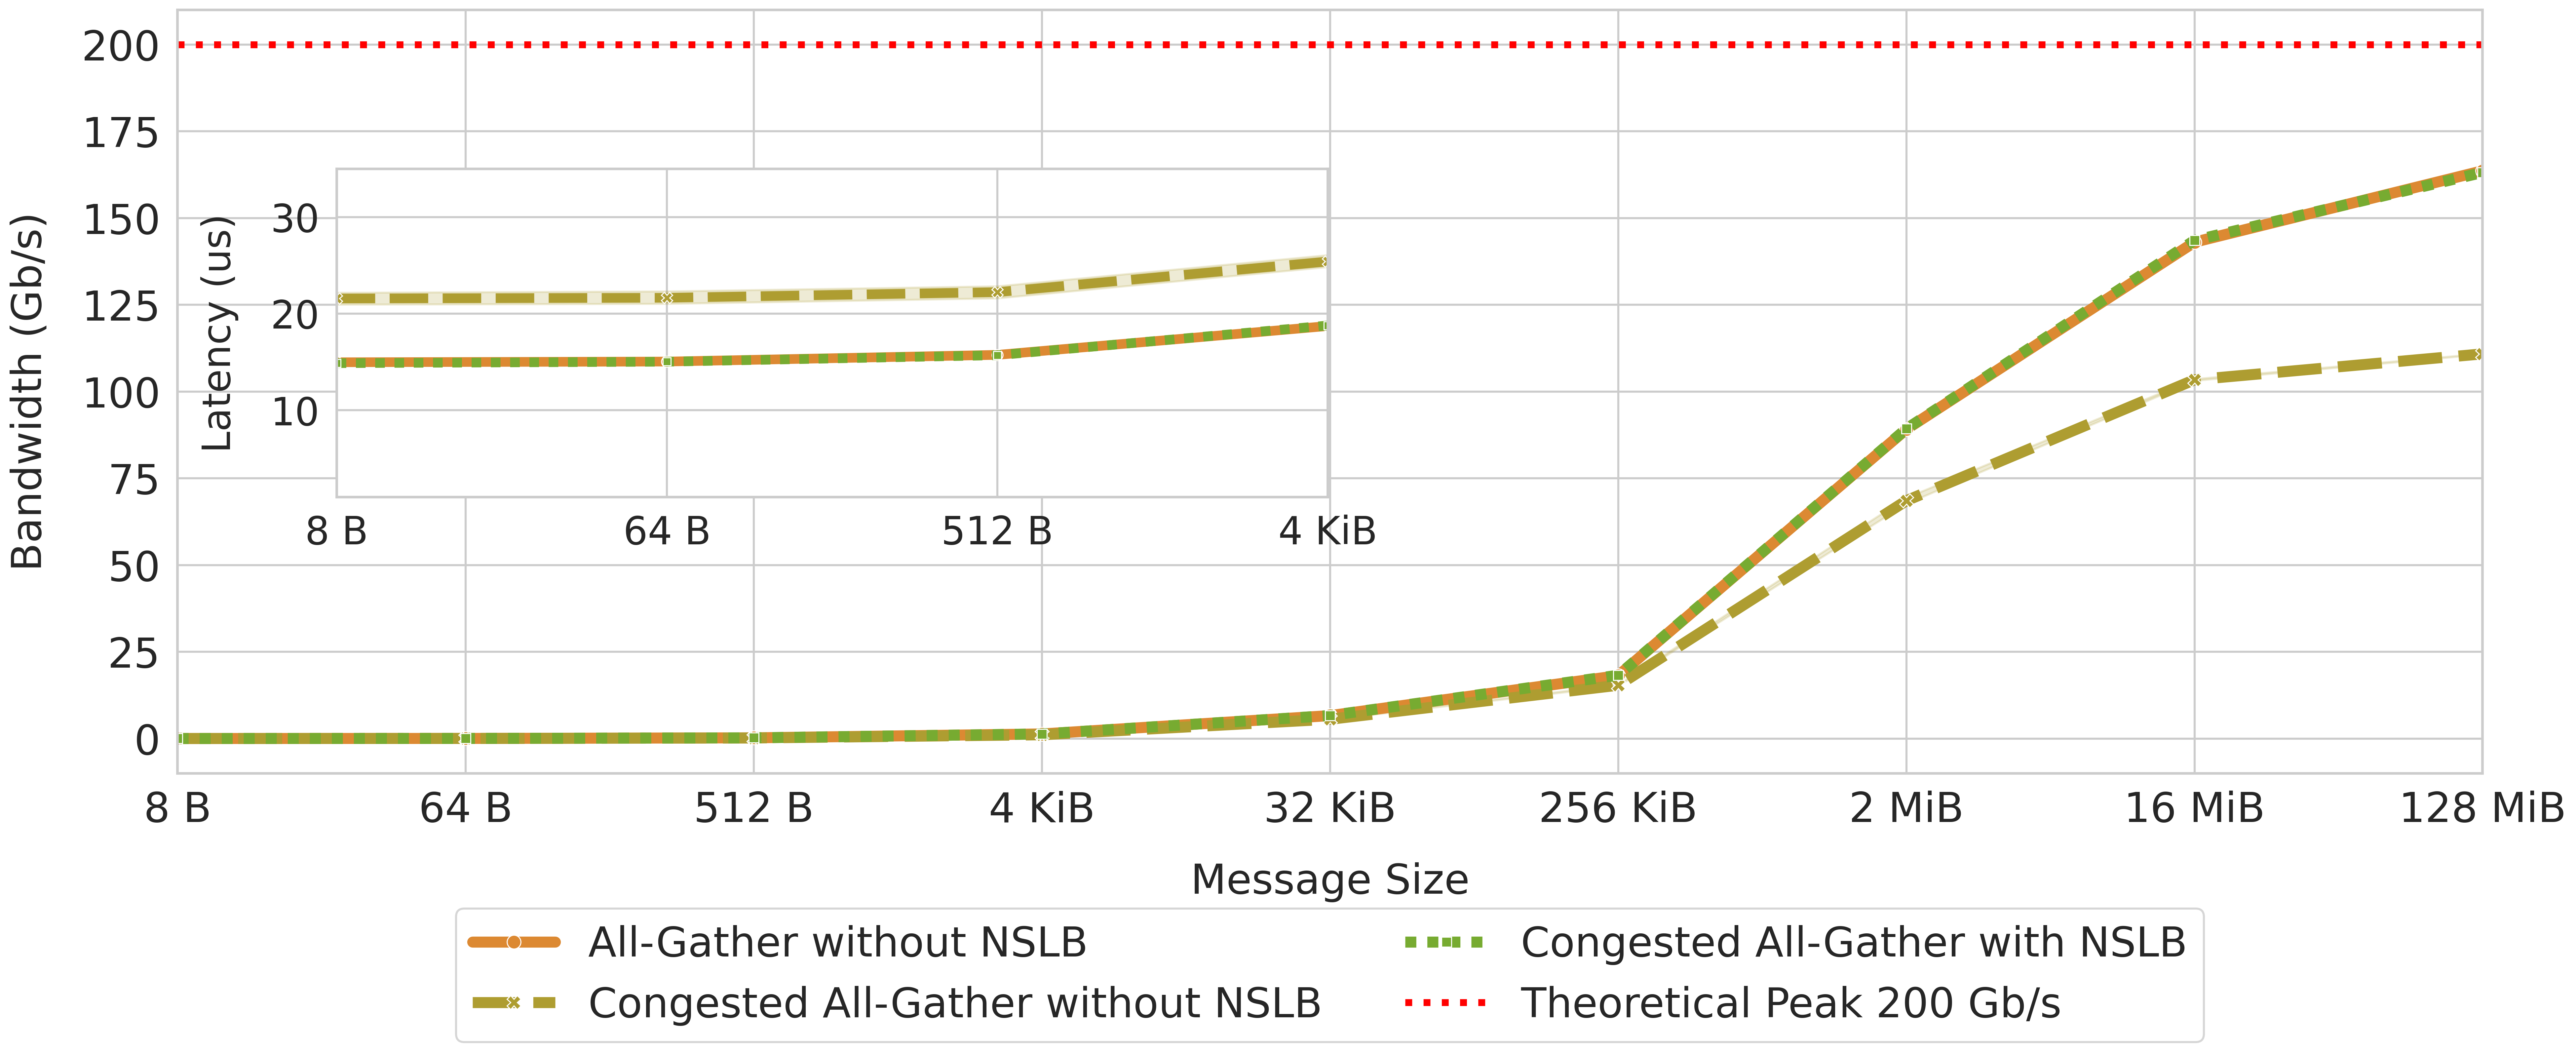 200
175
150
125
100
75
50
25
0
Bandwidth (Gb/s)
30
20
10
Latency (us)
8 B 64 B 512 B 4 KiB
8 B 64 B 512 B 4 KiB 32 KiB 256 KiB 2 MiB 16 MiB 128 MiB
Message Size
All-Gather without NSLB
Congested All-Gather without NSLB
Congested All-Gather with NSLB
Theoretical Peak 200 Gb/s